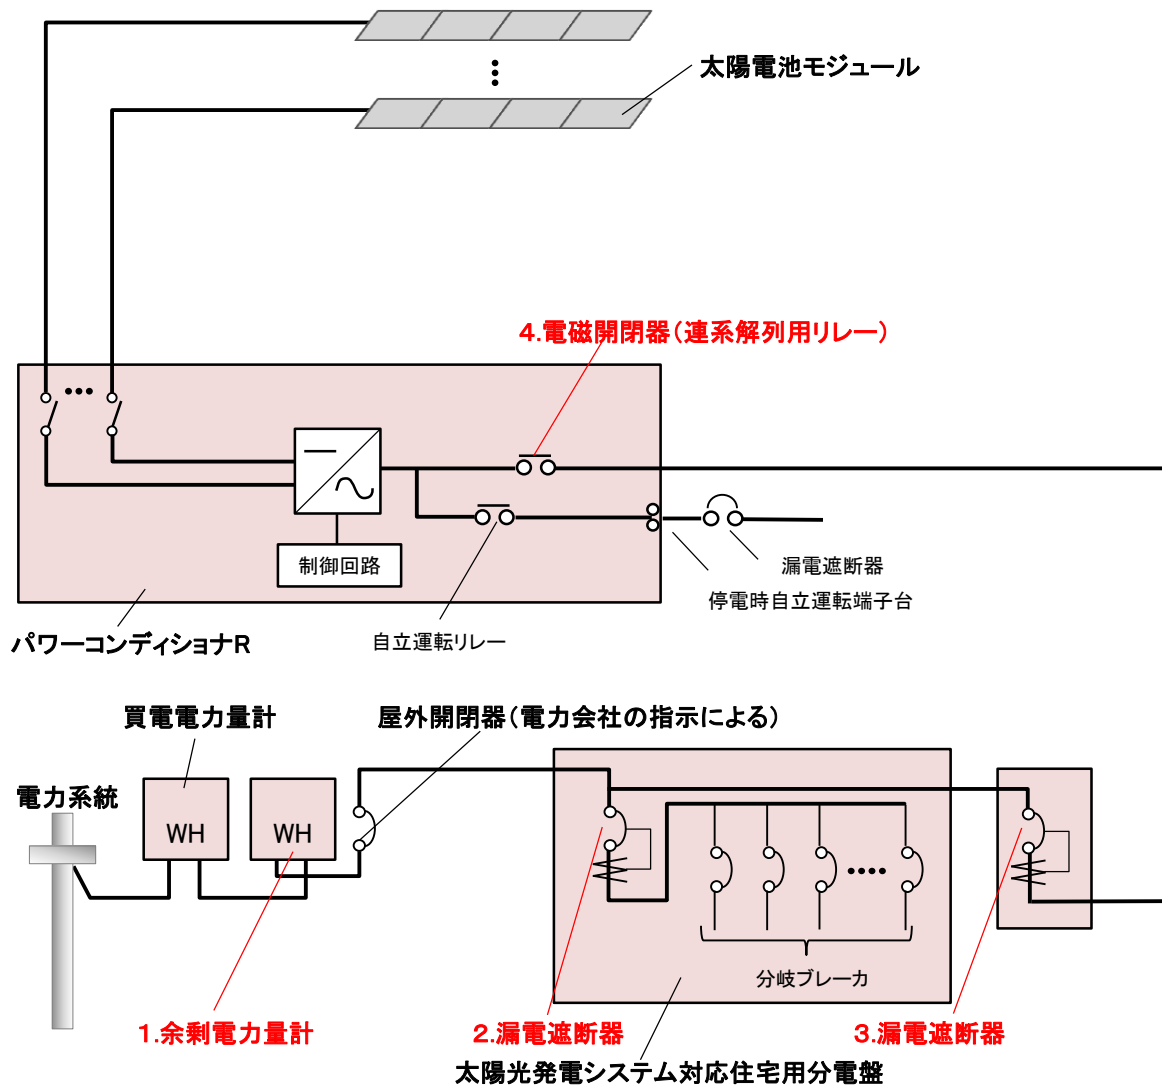 太陽電池モジュール
4.電磁開閉器(連系解列用リレー)
制御回路
漏電遮断器
停電時自立運転端子台
自立運転リレー
パワーコンディショナR
買電電力量計
屋外開閉器(電力会社の指示による)
電力系統
WH
WH
分岐ブレーカ
1.余剰電力量計
2.漏電遮断器
3.漏電遮断器
太陽光発電システム対応住宅用分電盤